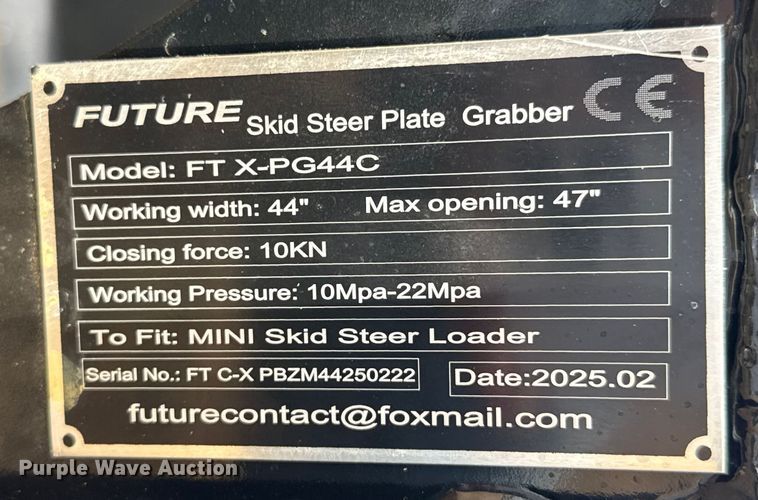 FUTURE Skid Steer Plate Grabber CE
Model: FT X-PG44C
Working width: 44" Max opening: 47"
Closing force: 10KN
Working Pressure: 10Mpa-22Mpa
To Fit: MINI Skid Steer Loader
Serial No.: FT C-X PBZM44250222 Date:2025.02
futurecontact@foxmail.com
Purple Wave Auction